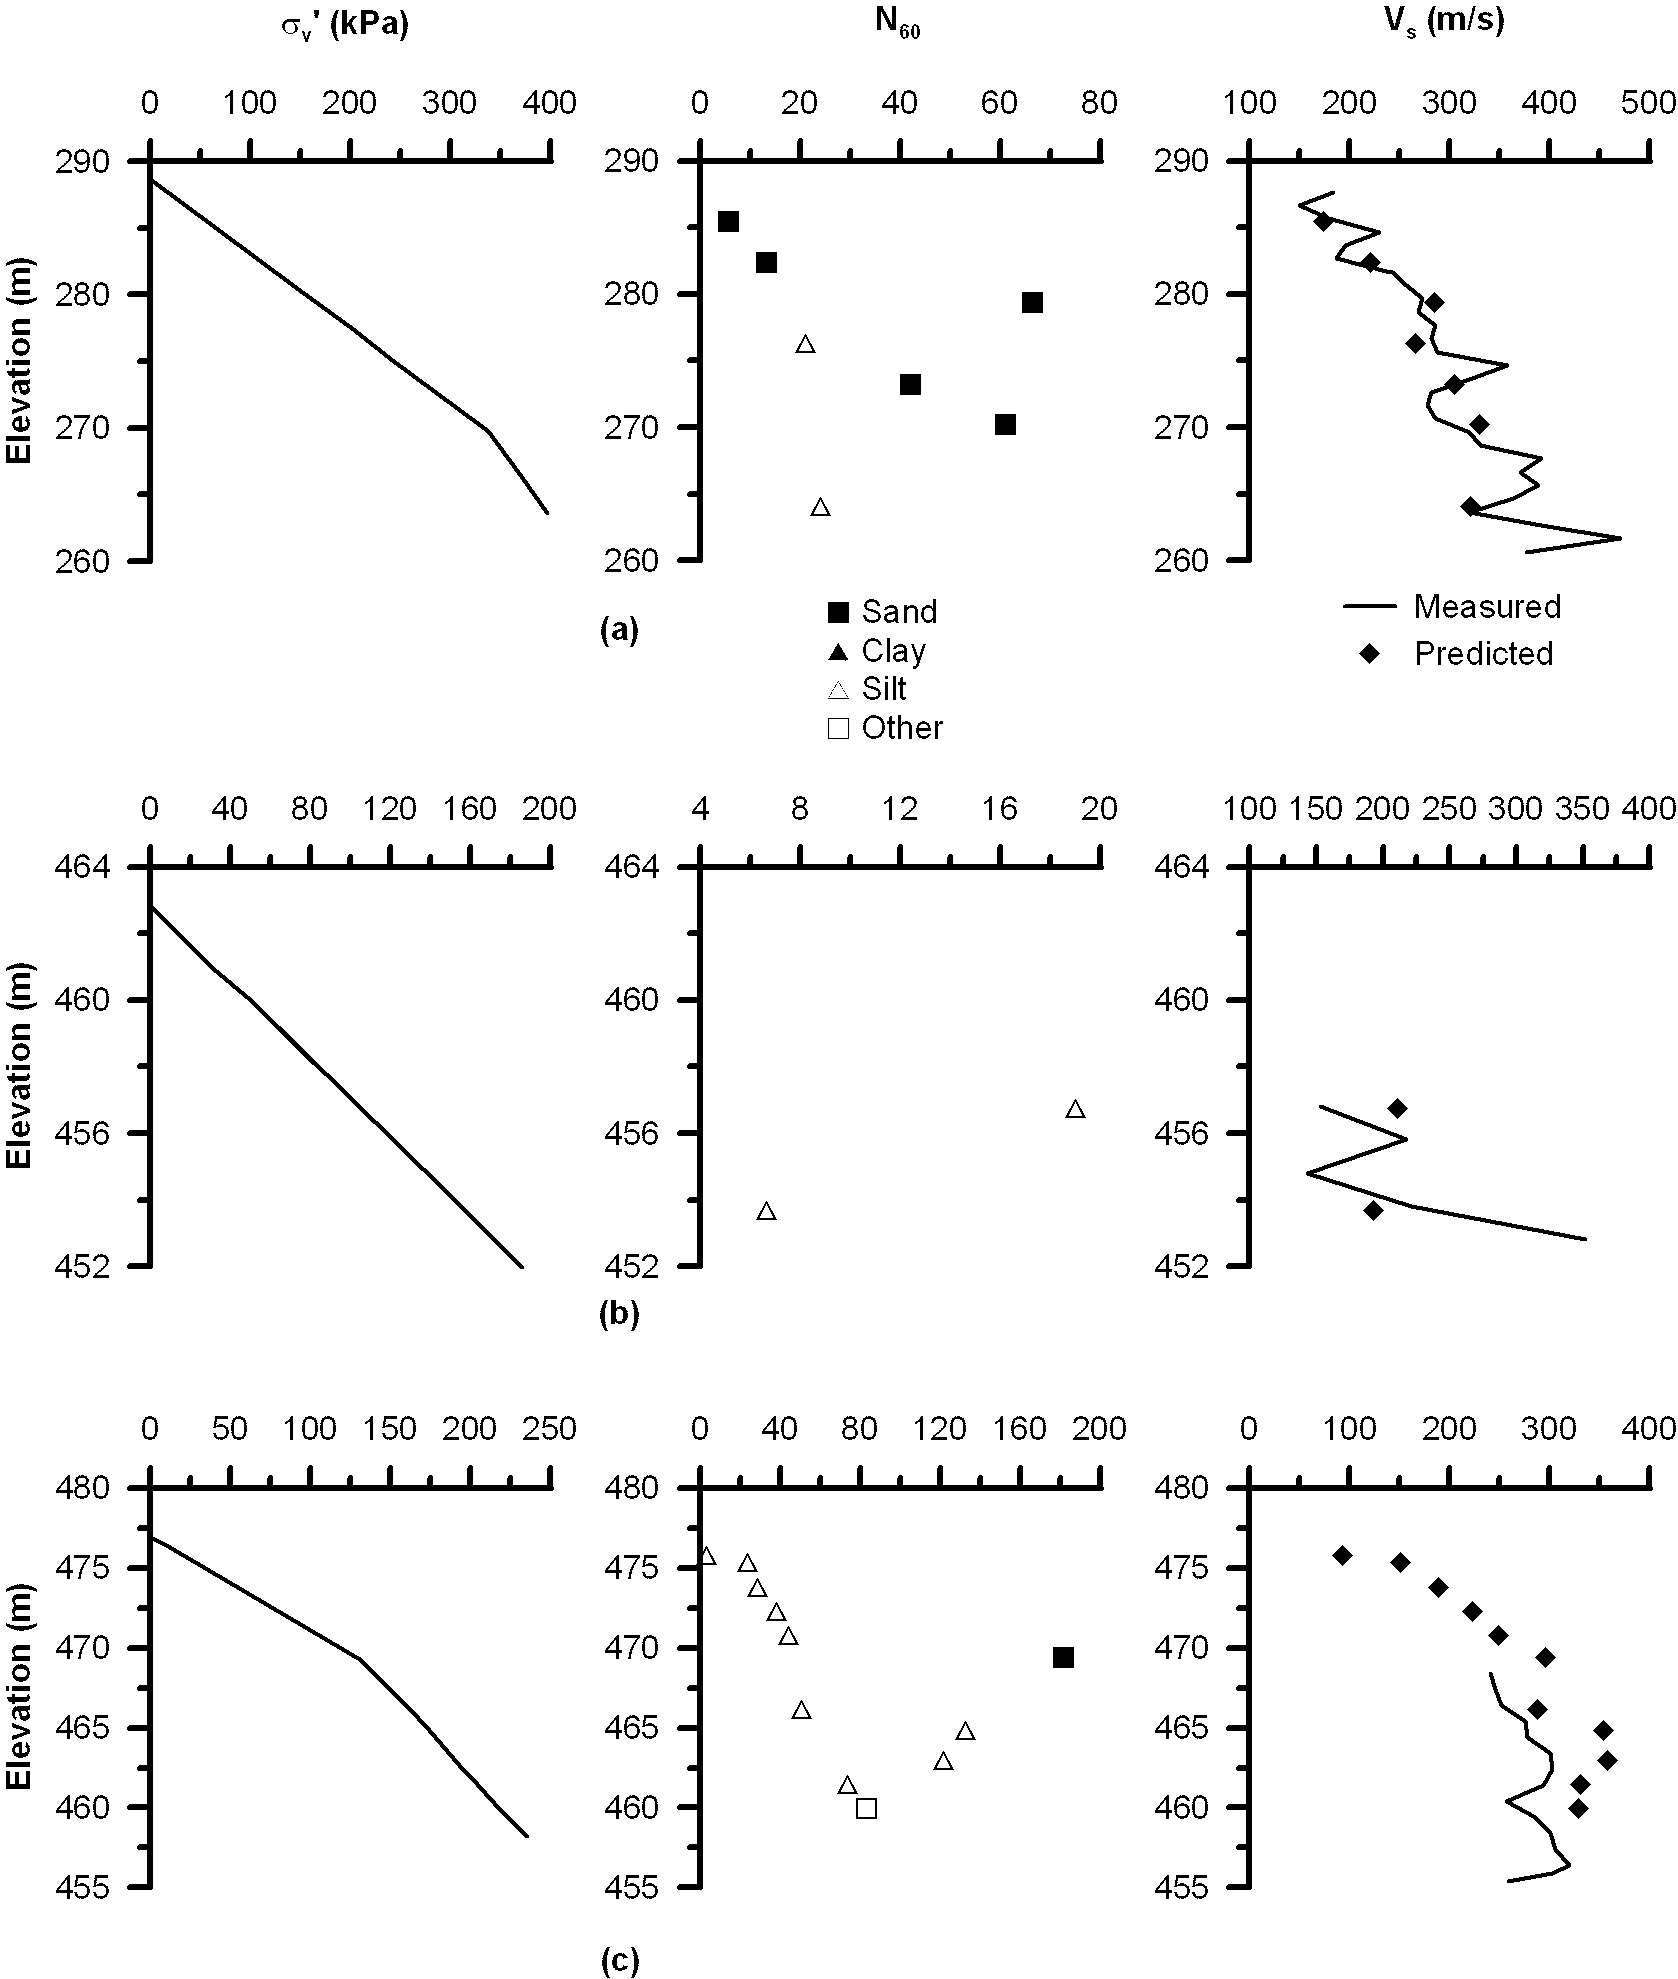 σv' (kPa) N60 Vs (m/s)
0 100 200 300 400 0 20 40 60 80 100 200 300 400 500
290 290 290
280 280 280
270 270 270
260 260 260
Elevation (m)
Sand
Clay
Silt
Other
Measured
Predicted
(a)
0 40 80 120 160 200 4 8 12 16 20 100 150 200 250 300 350 400
464 464 464
460 460 460
456 456 456
452 452 452
Elevation (m)
(b)
0 50 100 150 200 250 0 40 80 120 160 200 0 100 200 300 400
480 480 480
475 475 475
470 470 470
465 465 465
460 460 460
455 455 455
Elevation (m)
(c)